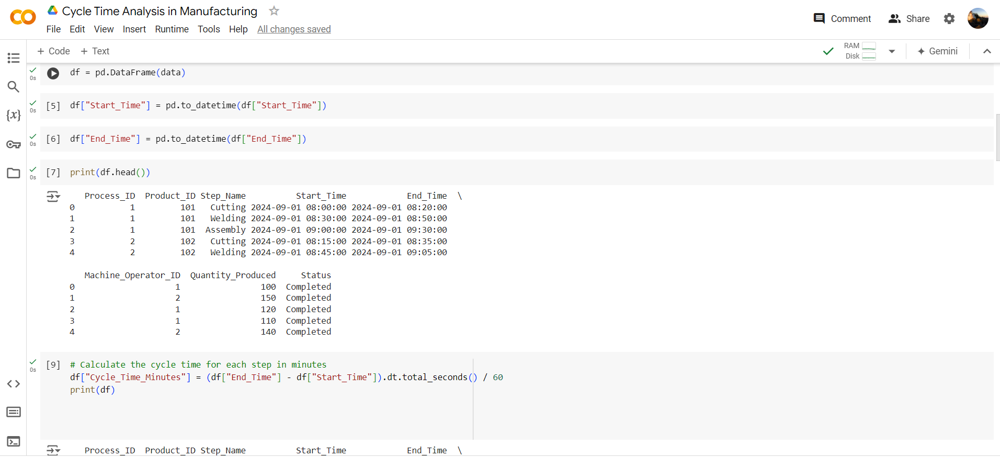 Cycle Time Analysis in Manufacturing
File Edit View Insert Runtime Tools Help All changes saved
Comment Share
+ Code + Text
RAM
Disk
Gemini
0s
df = pd.DataFrame(data)
0s
[5] df["Start_Time"] = pd.to_datetime(df["Start_Time"])
0s
[6] df["End_Time"] = pd.to_datetime(df["End_Time"])
0s
[7] print(df.head())
Process_ID Product_ID Step_Name Start_Time End_Time \
0 1 101 Cutting 2024-09-01 08:00:00 2024-09-01 08:20:00
1 1 101 Welding 2024-09-01 08:30:00 2024-09-01 08:50:00
2 1 101 Assembly 2024-09-01 09:00:00 2024-09-01 09:30:00
3 2 102 Cutting 2024-09-01 08:15:00 2024-09-01 08:35:00
4 2 102 Welding 2024-09-01 08:45:00 2024-09-01 09:05:00
Machine_Operator_ID Quantity_Produced Status
0 1 100 Completed
1 2 150 Completed
2 1 120 Completed
3 1 110 Completed
4 2 140 Completed
0s
[9] # Calculate the cycle time for each step in minutes
df["Cycle_Time_Minutes"] = (df["End_Time"] - df["Start_Time"]).dt.total_seconds() / 60
print(df)
Process_ID Product_ID Step_Name Start_Time End_Time \